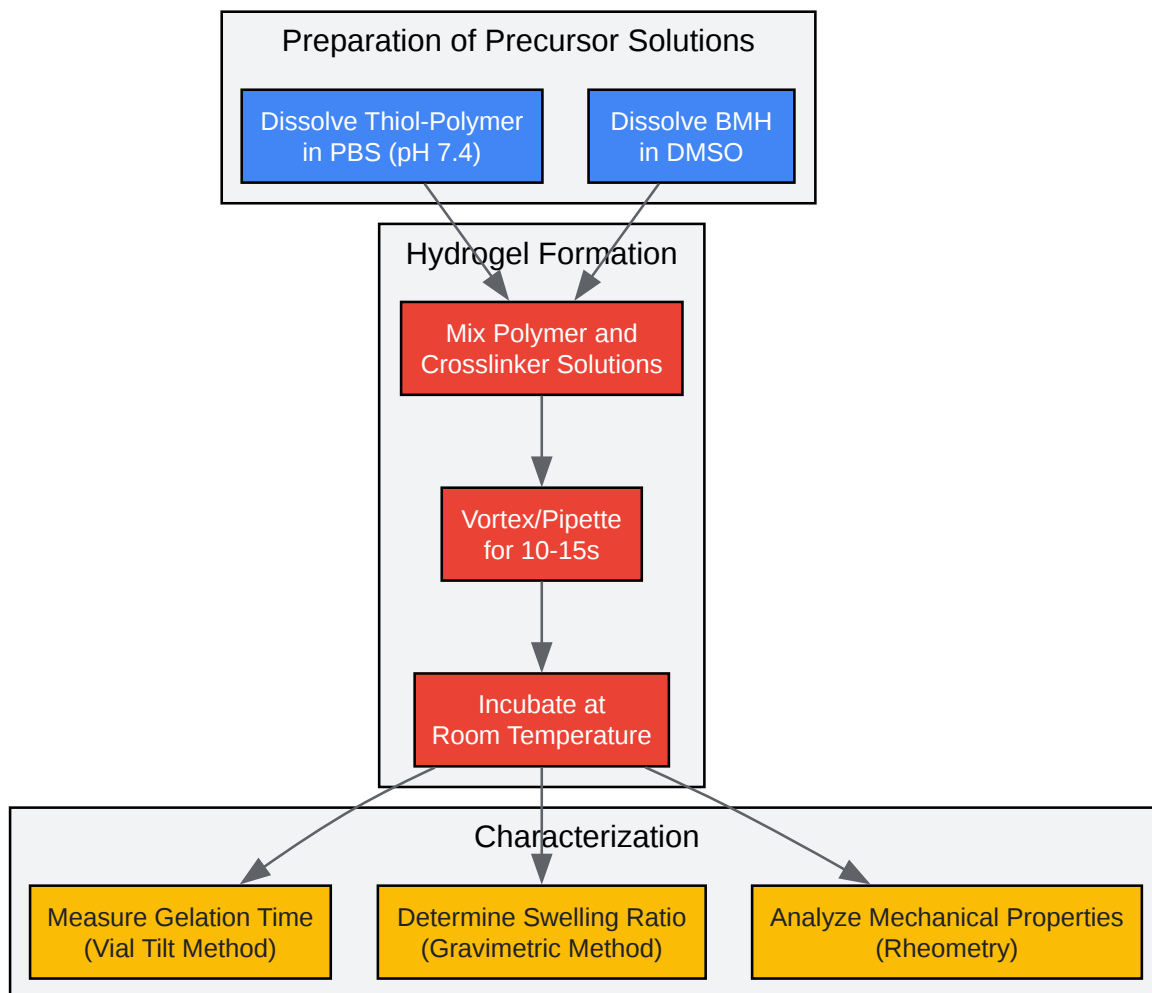 Preparation of Precursor Solutions
Dissolve Thiol-Polymer
in PBS (pH 7.4)
Dissolve BMH
in DMSO
Hydrogel Formation
Mix Polymer and
Crosslinker Solutions
Vortex/Pipette
for 10-15s
Incubate at
Room Temperature
Characterization
Measure Gelation Time
(Vial Tilt Method)
Determine Swelling Ratio
(Gravimetric Method)
Analyze Mechanical Properties
(Rheometry)